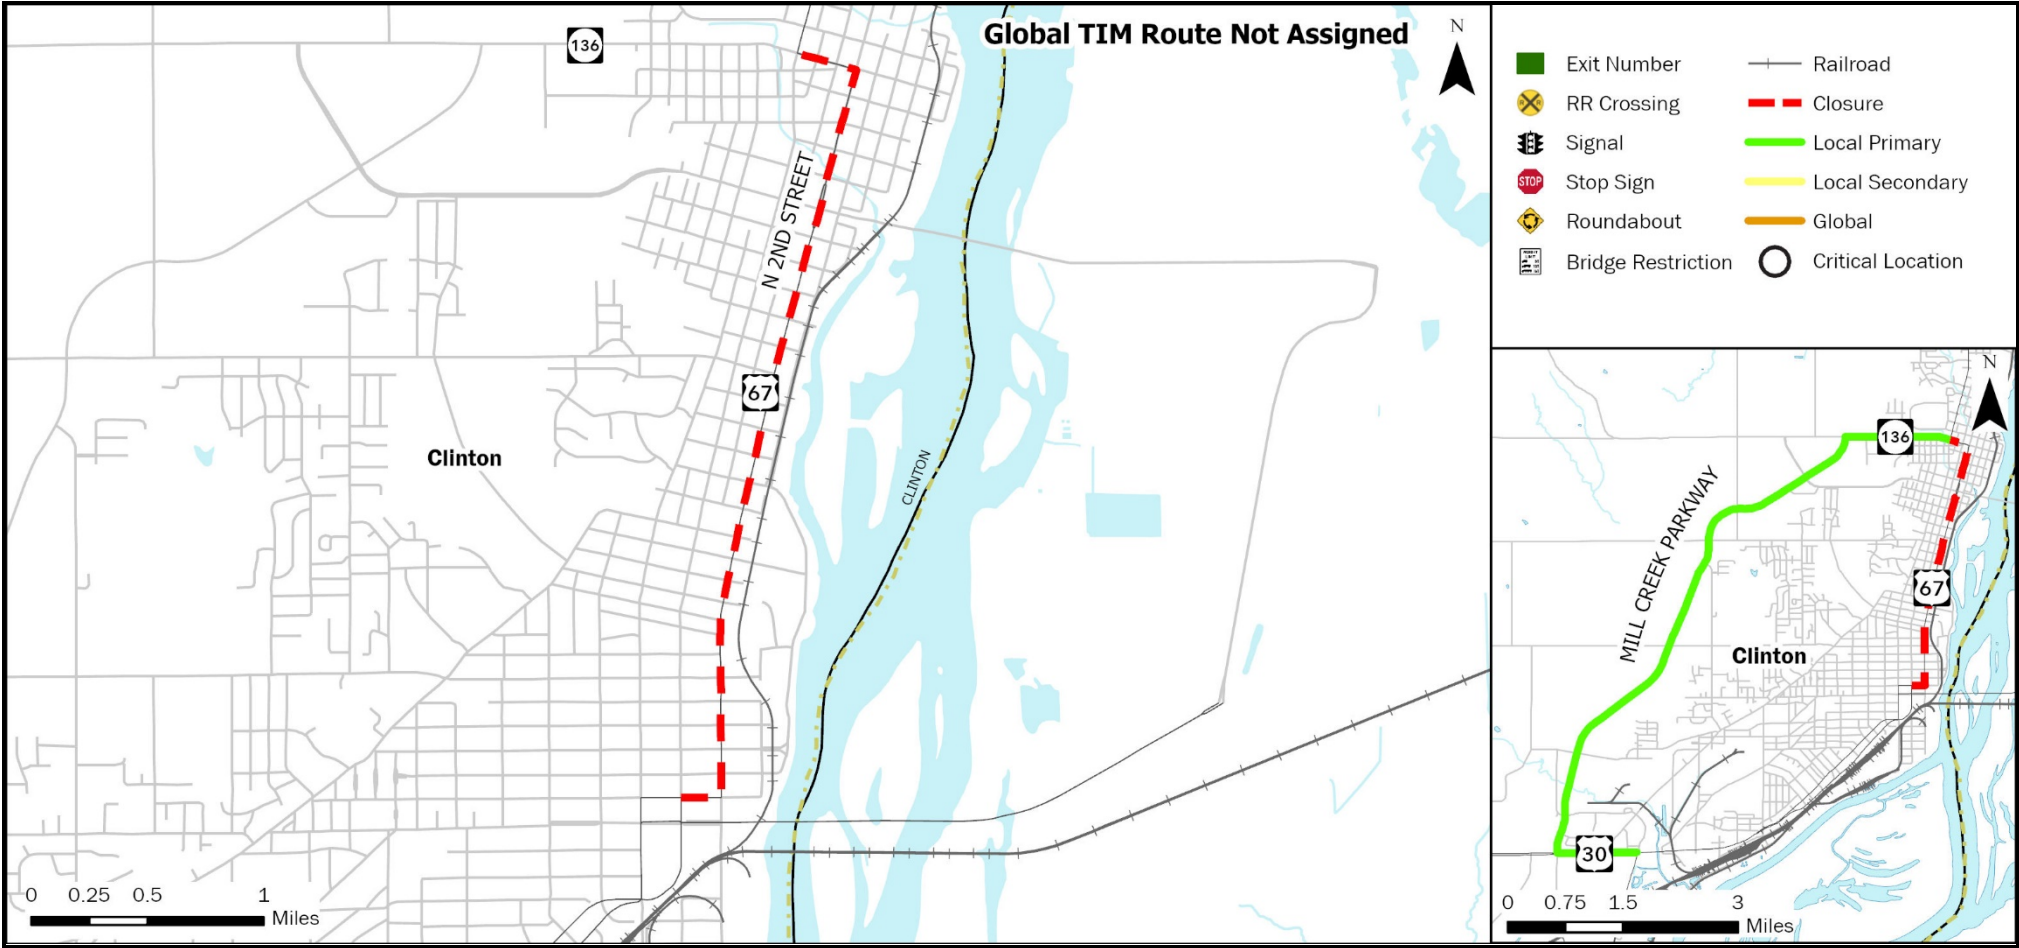 Global TIM Route Not Assigned
N
136
N 2ND STREET
67
Clinton
CLINTON
0 0.25 0.5 1
Miles
Exit Number
RR Crossing
Signal
STOP Stop Sign
Roundabout
Bridge Restriction
Railroad
Closure
Local Primary
Local Secondary
Global
Critical Location
N
136
MILL CREEK PARKWAY
67
Clinton
30
0 0.75 1.5 3
Miles